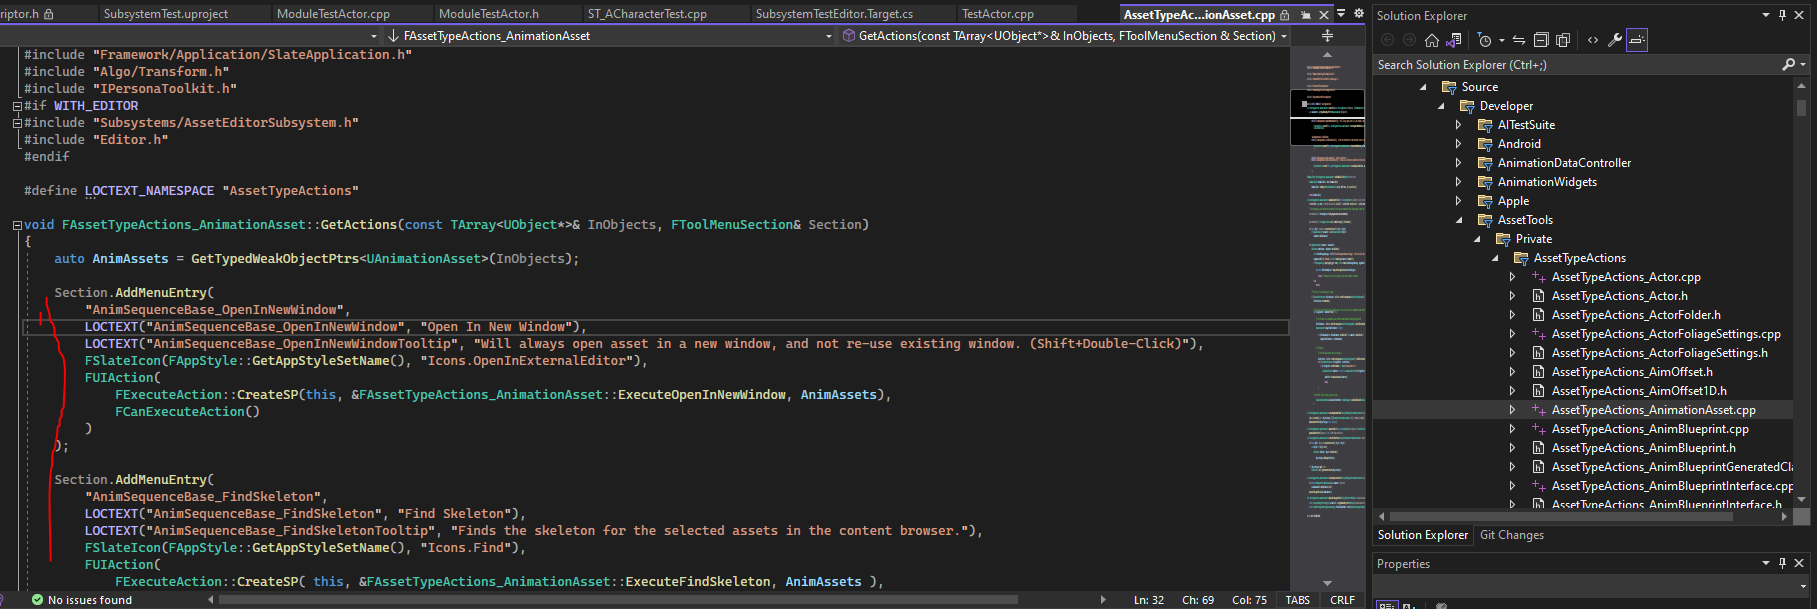 riptor.h
SubsystemTest.uproject
ModuleTestActor.cpp
ModuleTestActor.h
ST_ACharacterTest.cpp
SubsystemTestEditor.Target.cs
TestActor.cpp
AssetTypeAc...ionAsset.cpp
FAssetTypeActions_AnimationAsset
GetActions(const TArray<UObject*>& InObjects, FToolMenuSection & Section)
#include "Framework/Application/SlateApplication.h"
#include "Algo/Transform.h"
#include "IPersonaToolkit.h"
#if WITH_EDITOR
#include "Subsystems/AssetEditorSubsystem.h"
#include "Editor.h"
#endif
#define LOCTEXT_NAMESPACE "AssetTypeActions"
void FAssetTypeActions_AnimationAsset::GetActions(const TArray<UObject*>& InObjects, FToolMenuSection& Section)
{
auto AnimAssets = GetTypedWeakObjectPtrs<UAnimationAsset>(InObjects);
Section.AddMenuEntry(
"AnimSequenceBase_OpenInNewWindow",
LOCTEXT("AnimSequenceBase_OpenInNewWindow", "Open In New Window"),
LOCTEXT("AnimSequenceBase_OpenInNewWindowTooltip", "Will always open asset in a new window, and not re-use existing window. (Shift+Double-Click)"),
FSlateIcon(FAppStyle::GetAppStyleSetName(), "Icons.OpenInExternalEditor"),
FUIAction(
FExecuteAction::CreateSP(this, &FAssetTypeActions_AnimationAsset::ExecuteOpenInNewWindow, AnimAssets),
FCanExecuteAction()
)
);
Section.AddMenuEntry(
"AnimSequenceBase_FindSkeleton",
LOCTEXT("AnimSequenceBase_FindSkeleton", "Find Skeleton"),
LOCTEXT("AnimSequenceBase_FindSkeletonTooltip", "Finds the skeleton for the selected assets in the content browser."),
FSlateIcon(FAppStyle::GetAppStyleSetName(), "Icons.Find"),
FUIAction(
FExecuteAction::CreateSP( this, &FAssetTypeActions_AnimationAsset::ExecuteFindSkeleton, AnimAssets ),
No issues found
Ln: 32
Ch: 69
Col: 75
TABS
CRLF
Solution Explorer
Search Solution Explorer (Ctrl+;)
Source
Developer
AITestSuite
Android
AnimationDataController
AnimationWidgets
Apple
AssetTools
Private
AssetTypeActions
AssetTypeActions_Actor.cpp
AssetTypeActions_Actor.h
AssetTypeActions_ActorFolder.h
AssetTypeActions_ActorFoliageSettings.cpp
AssetTypeActions_ActorFoliageSettings.h
AssetTypeActions_AimOffset.h
AssetTypeActions_AimOffset1D.h
AssetTypeActions_AnimationAsset.cpp
AssetTypeActions_AnimBlueprint.cpp
AssetTypeActions_AnimBlueprint.h
AssetTypeActions_AnimBlueprintGeneratedCla
AssetTypeActions_AnimBlueprintInterface.cpp
AssetTypeActions_AnimBlueprintInterface.h
Solution Explorer
Git Changes
Properties